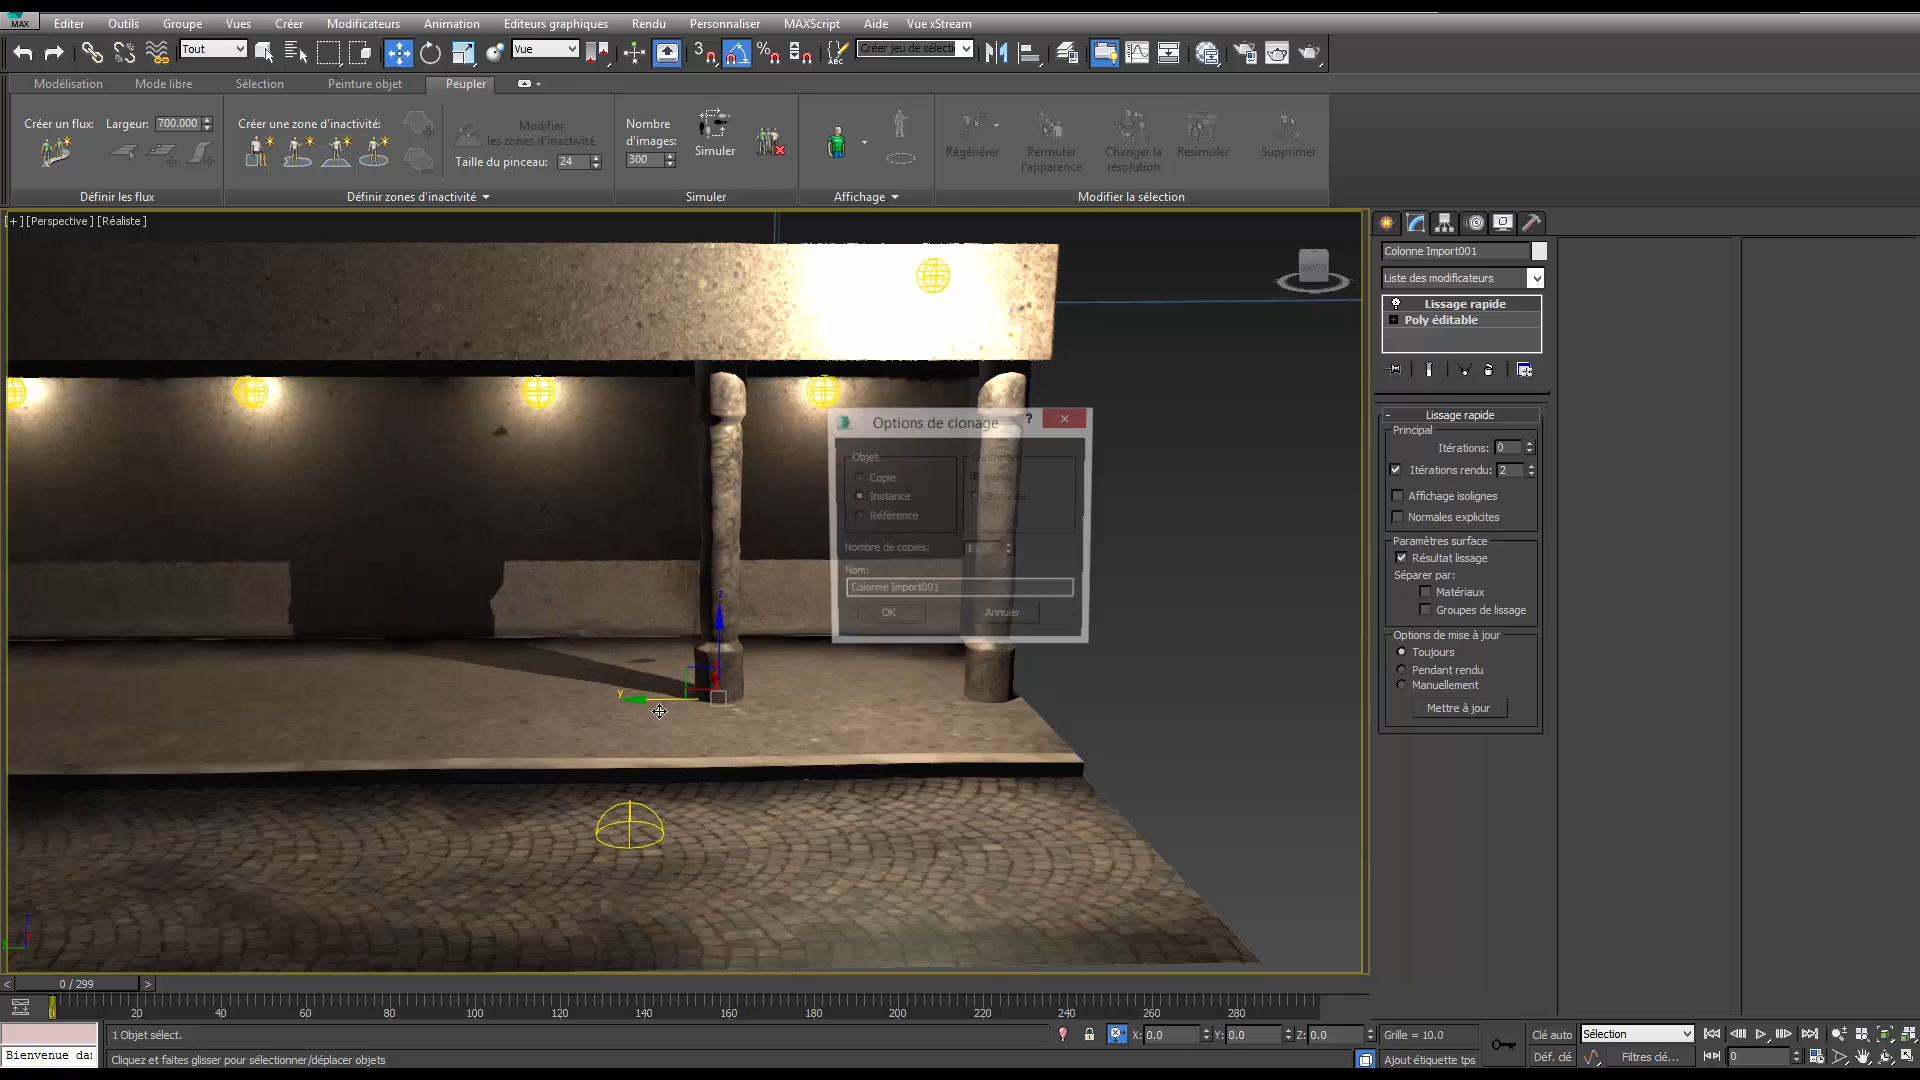 MAX
Editer Outils Groupe Vues Créer Modificateurs Animation Editeurs graphiques Rendu Personnaliser MAXScript Aide Vue xStream
Tout Vue 3 % ABC Créer jeu de sélecti
Modélisation Mode libre Sélection Peinture objet Peupler
Créer un flux: Largeur: 700.000
Créer une zone d'inactivité:
Modifier
les zones d'inactivité
Taille du pinceau: 24
Nombre
d'images:
300
Simuler
Régénérer
Permuter
l'apparence
Changer la
résolution
Resimuler
Supprimer
Définir les flux Définir zones d'inactivité Simuler Affichage Modifier la sélection
[+] [Perspective ] [Réaliste ]
GAUCHE
Options de clonage ?
Objet
Copie
Instance
Référence
Instance
Nombre de copies: 1
Nom:
Colonne Import001
OK Annuler
z
y
Colonne Import001
Liste des modificateurs
Lissage rapide
Poly éditable
- Lissage rapide
Principal
Itérations: 0
Itérations rendu: 2
Affichage isolignes
Normales explicites
Paramètres surface
Résultat lissage
Séparer par:
Matériaux
Groupes de lissage
Options de mise à jour
Toujours
Pendant rendu
Manuellement
Mettre à jour
< 0 / 299 >
20 40 60 80 100 120 140 160 180 200 220 240 260 280
1 Objet sélect.
X: 0.0 Y: 0.0 Z: 0.0 Grille = 10.0
Clé auto Sélection
Bienvenue da
Cliquez et faites glisser pour sélectionner/déplacer objets
Ajout étiquette tps
Déf. clé Filtres clé... 0